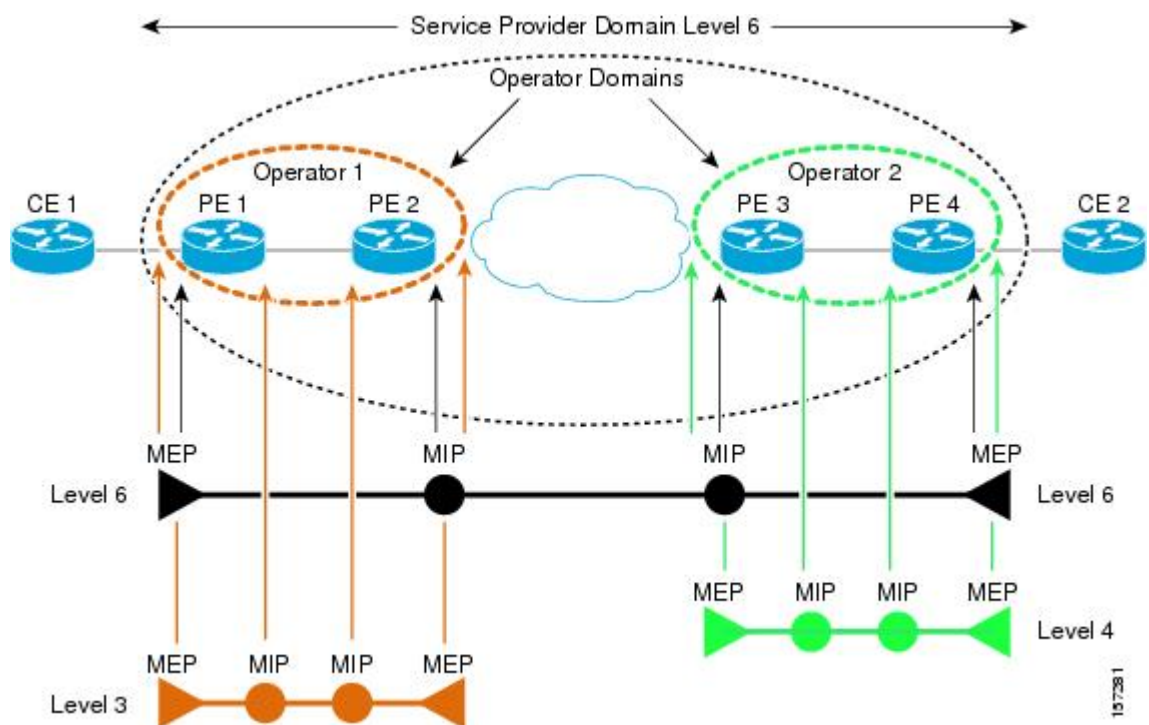 Service Provider Domain Level 6
Operator Domains
Operator 1
Operator 2
CE 1
PE 1
PE 2
PE 3
PE 4
CE 2
MEP
MIP
MIP
MEP
Level 6
Level 6
MEP
MIP
MIP
MEP
Level 4
MEP
MIP
MIP
MEP
Level 3
157281